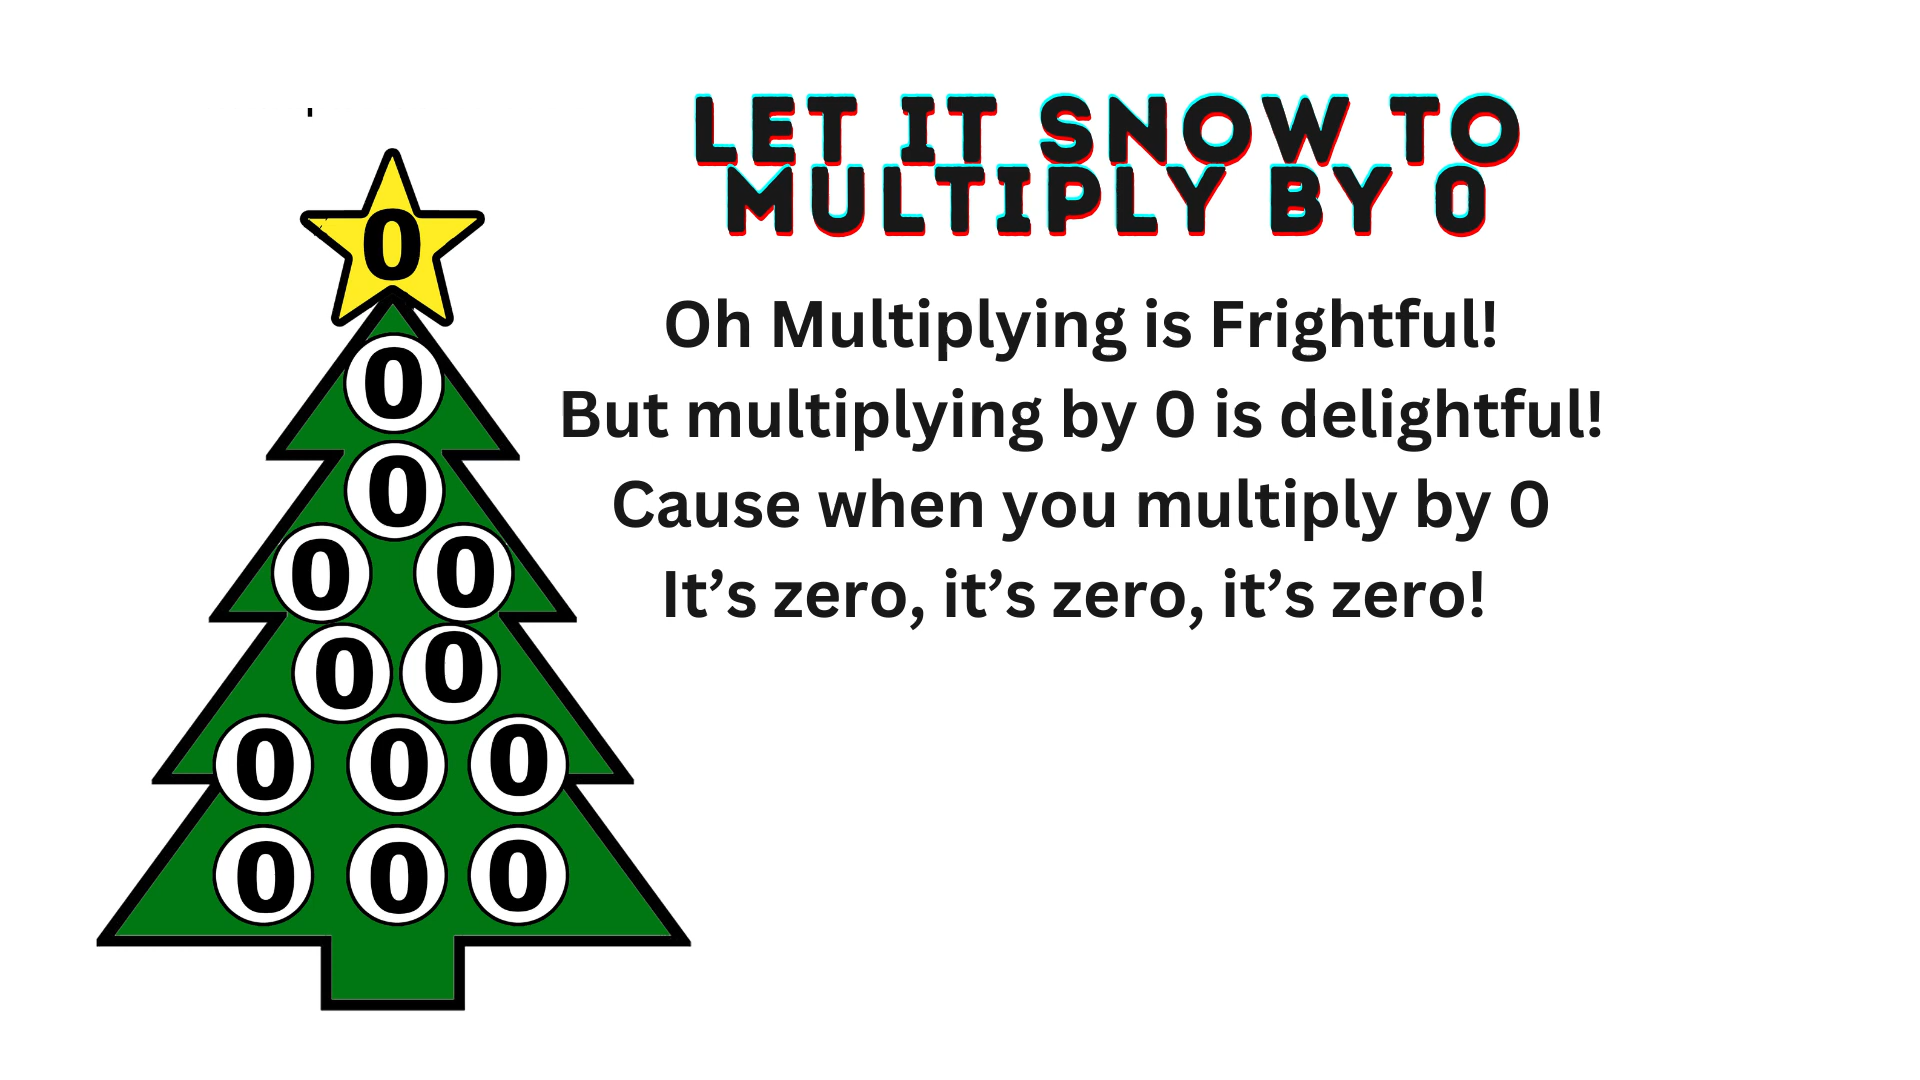 LET IT SNOW TO
MULTIPLY BY 0
Oh Multiplying is Frightful!
But multiplying by 0 is delightful!
Cause when you multiply by 0
It’s zero, it’s zero, it’s zero!
0
0
0
0 0
0 0
0 0 0
0 0 0